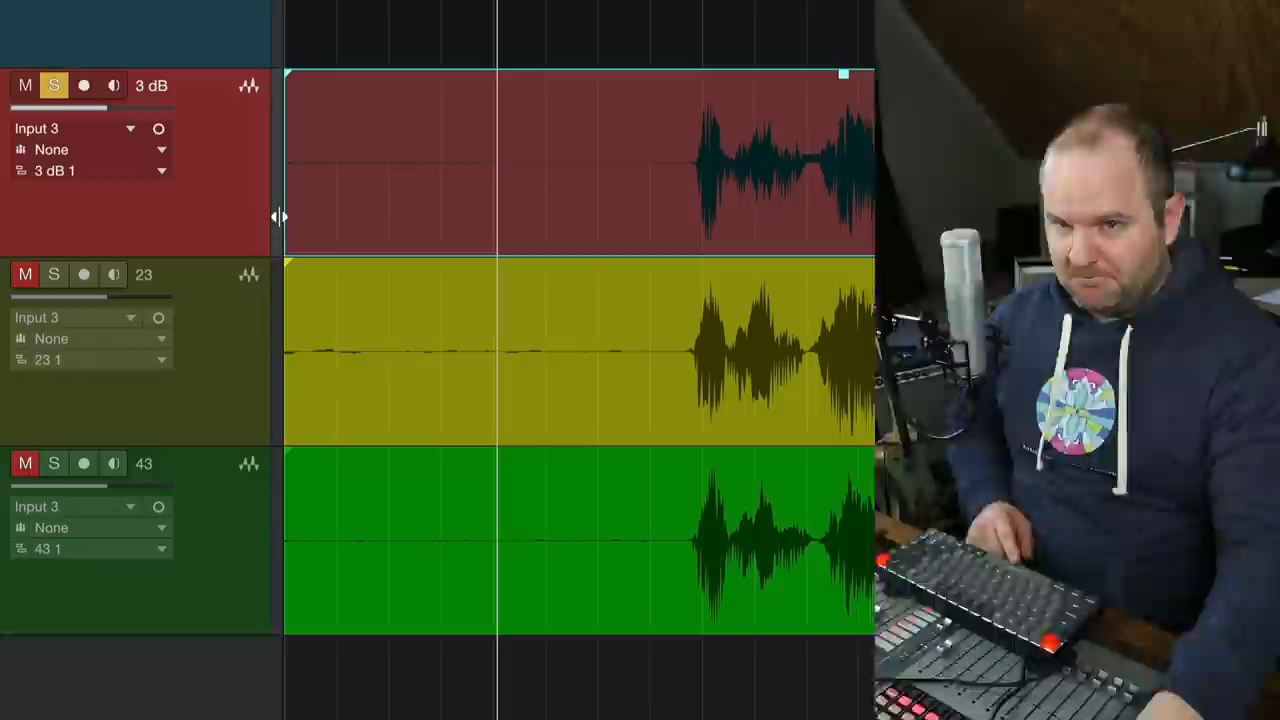 M S 3 dB
Input 3
None
3 dB 1
M S 23
Input 3
None
23 1
M S 43
Input 3
None
43 1